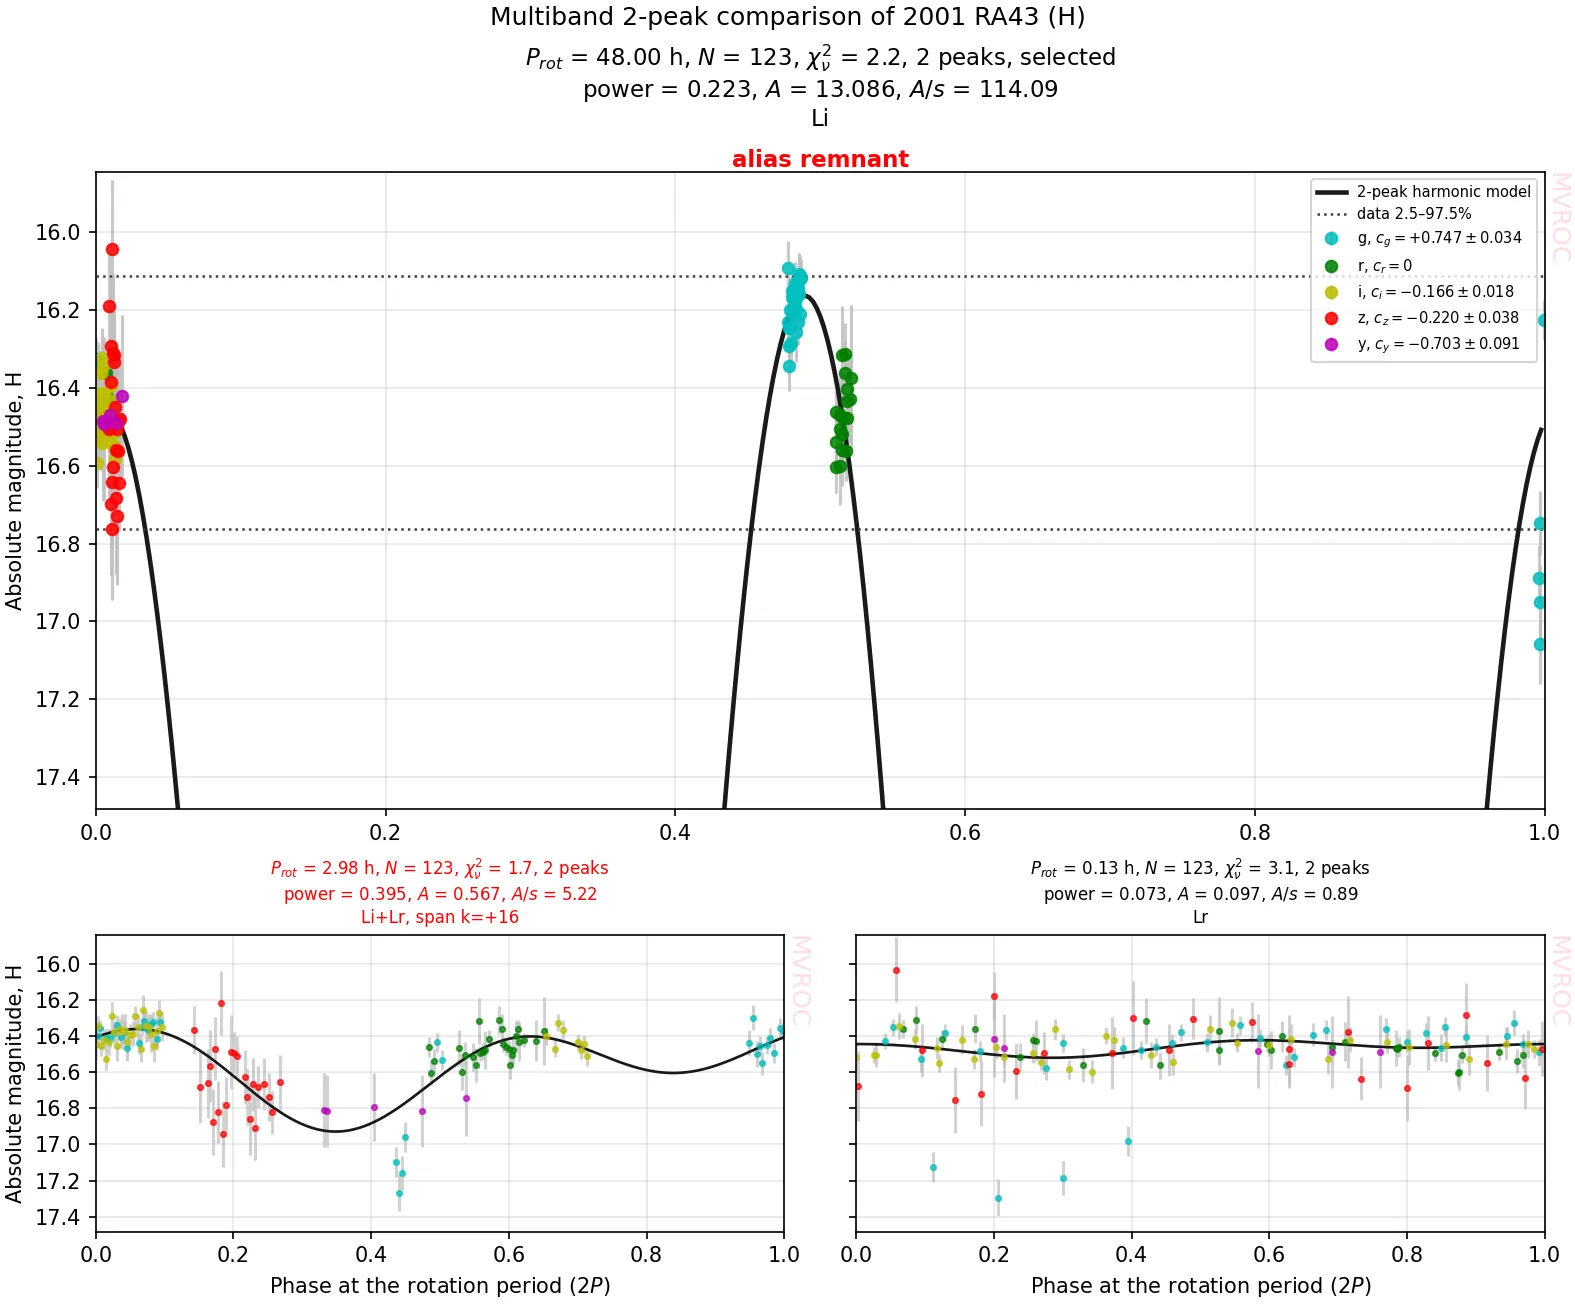 Multiband 2-peak comparison of 2001 RA43 (H)
P_rot = 48.00 h, N = 123, χ²_ν = 2.2, 2 peaks, selected
power = 0.223, A = 13.086, A/s = 114.09
Li
alias remnant
MVROC
2-peak harmonic model
data 2.5–97.5%
g, c_g = +0.747 ± 0.034
r, c_r = 0
i, c_i = −0.166 ± 0.018
z, c_z = −0.220 ± 0.038
y, c_y = −0.703 ± 0.091
Absolute magnitude, H
16.0
16.2
16.4
16.6
16.8
17.0
17.2
17.4
0.0 0.2 0.4 0.6 0.8 1.0
P_rot = 2.98 h, N = 123, χ²_ν = 1.7, 2 peaks
power = 0.395, A = 0.567, A/s = 5.22
Li+Lr, span k=+16
MVROC
Absolute magnitude, H
16.0
16.2
16.4
16.6
16.8
17.0
17.2
17.4
0.0 0.2 0.4 0.6 0.8 1.0
Phase at the rotation period (2P)
P_rot = 0.13 h, N = 123, χ²_ν = 3.1, 2 peaks
power = 0.073, A = 0.097, A/s = 0.89
Lr
MVROC
0.0 0.2 0.4 0.6 0.8 1.0
Phase at the rotation period (2P)